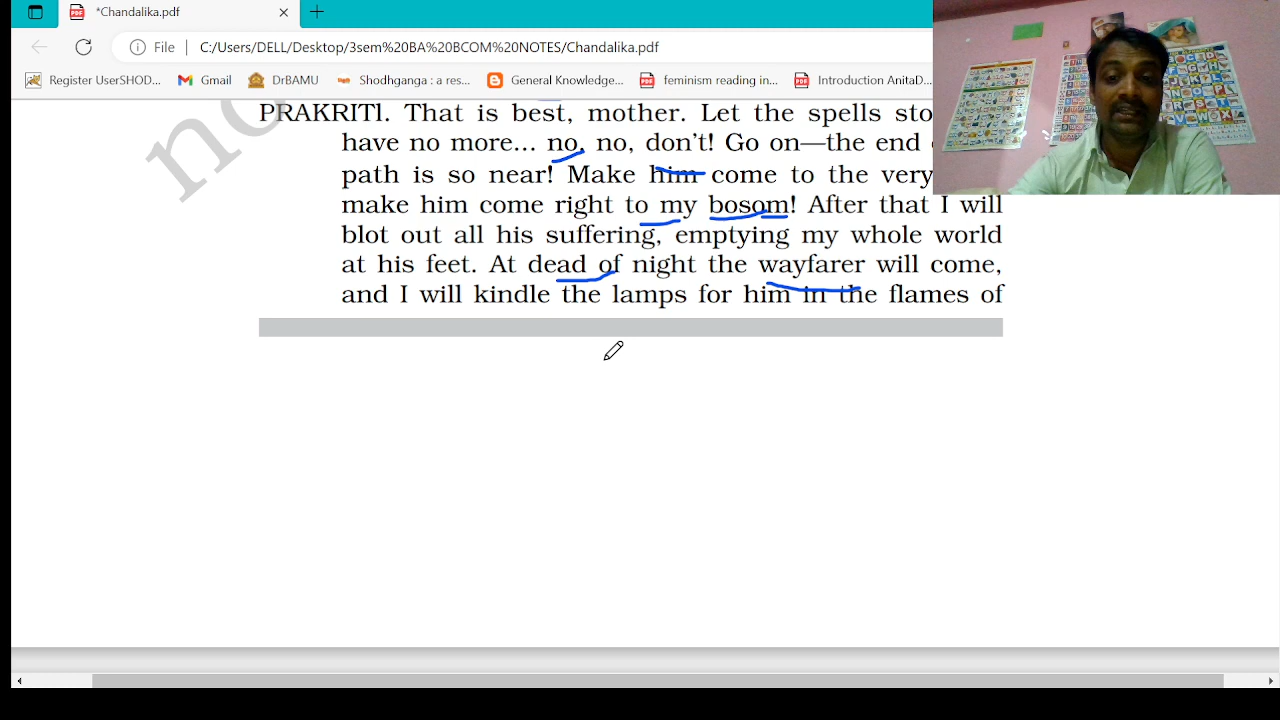 *Chandalika.pdf
File
C:/Users/DELL/Desktop/3sem%20BA%20BCOM%20NOTES/Chandalika.pdf
Register UserSHOD...
Gmail
DrBAMU
Shodhganga : a res...
General Knowledge...
feminism reading in...
Introduction AnitaD...
PRAKRITI. That is best, mother. Let the spells
have no more... no, no, don't! Go on—the end
path is so near! Make him come to the very
make him come right to my bosom! After that I will
blot out all his suffering, emptying my whole world
at his feet. At dead of night the wayfarer will come,
and I will kindle the lamps for him in the flames of